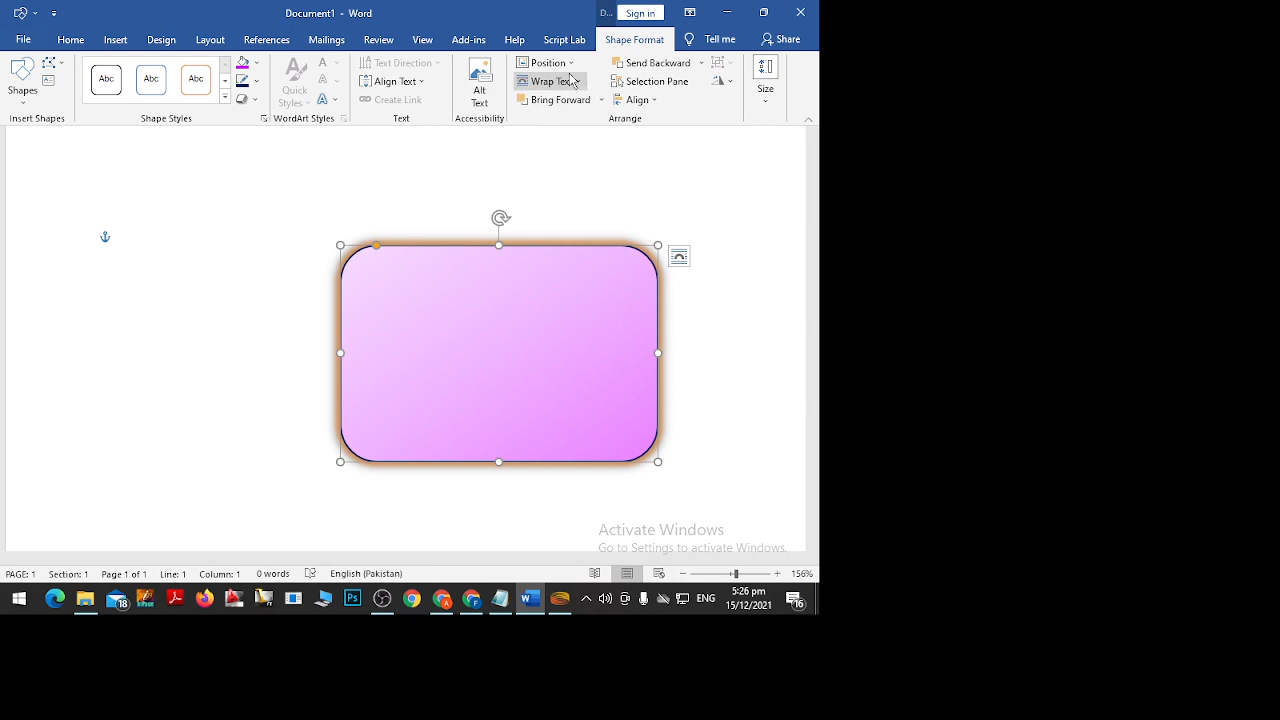 Document1 - Word
D...
Sign in
File
Home
Insert
Design
Layout
References
Mailings
Review
View
Add-ins
Help
Script Lab
Shape Format
Tell me
Share
Shapes
Insert Shapes
Abc
Abc
Abc
Shape Styles
Quick
Styles
WordArt Styles
Text Direction
Align Text
Create Link
Text
Alt
Text
Accessibility
Position
Wrap Text
Bring Forward
Send Backward
Selection Pane
Align
Arrange
Size
Activate Windows
Go to Settings to activate Windows.
PAGE: 1
Section: 1
Page 1 of 1
Line: 1
Column: 1
0 words
English (Pakistan)
156%
18
Ps
A
F
W
ENG
5:26 pm
15/12/2021
16